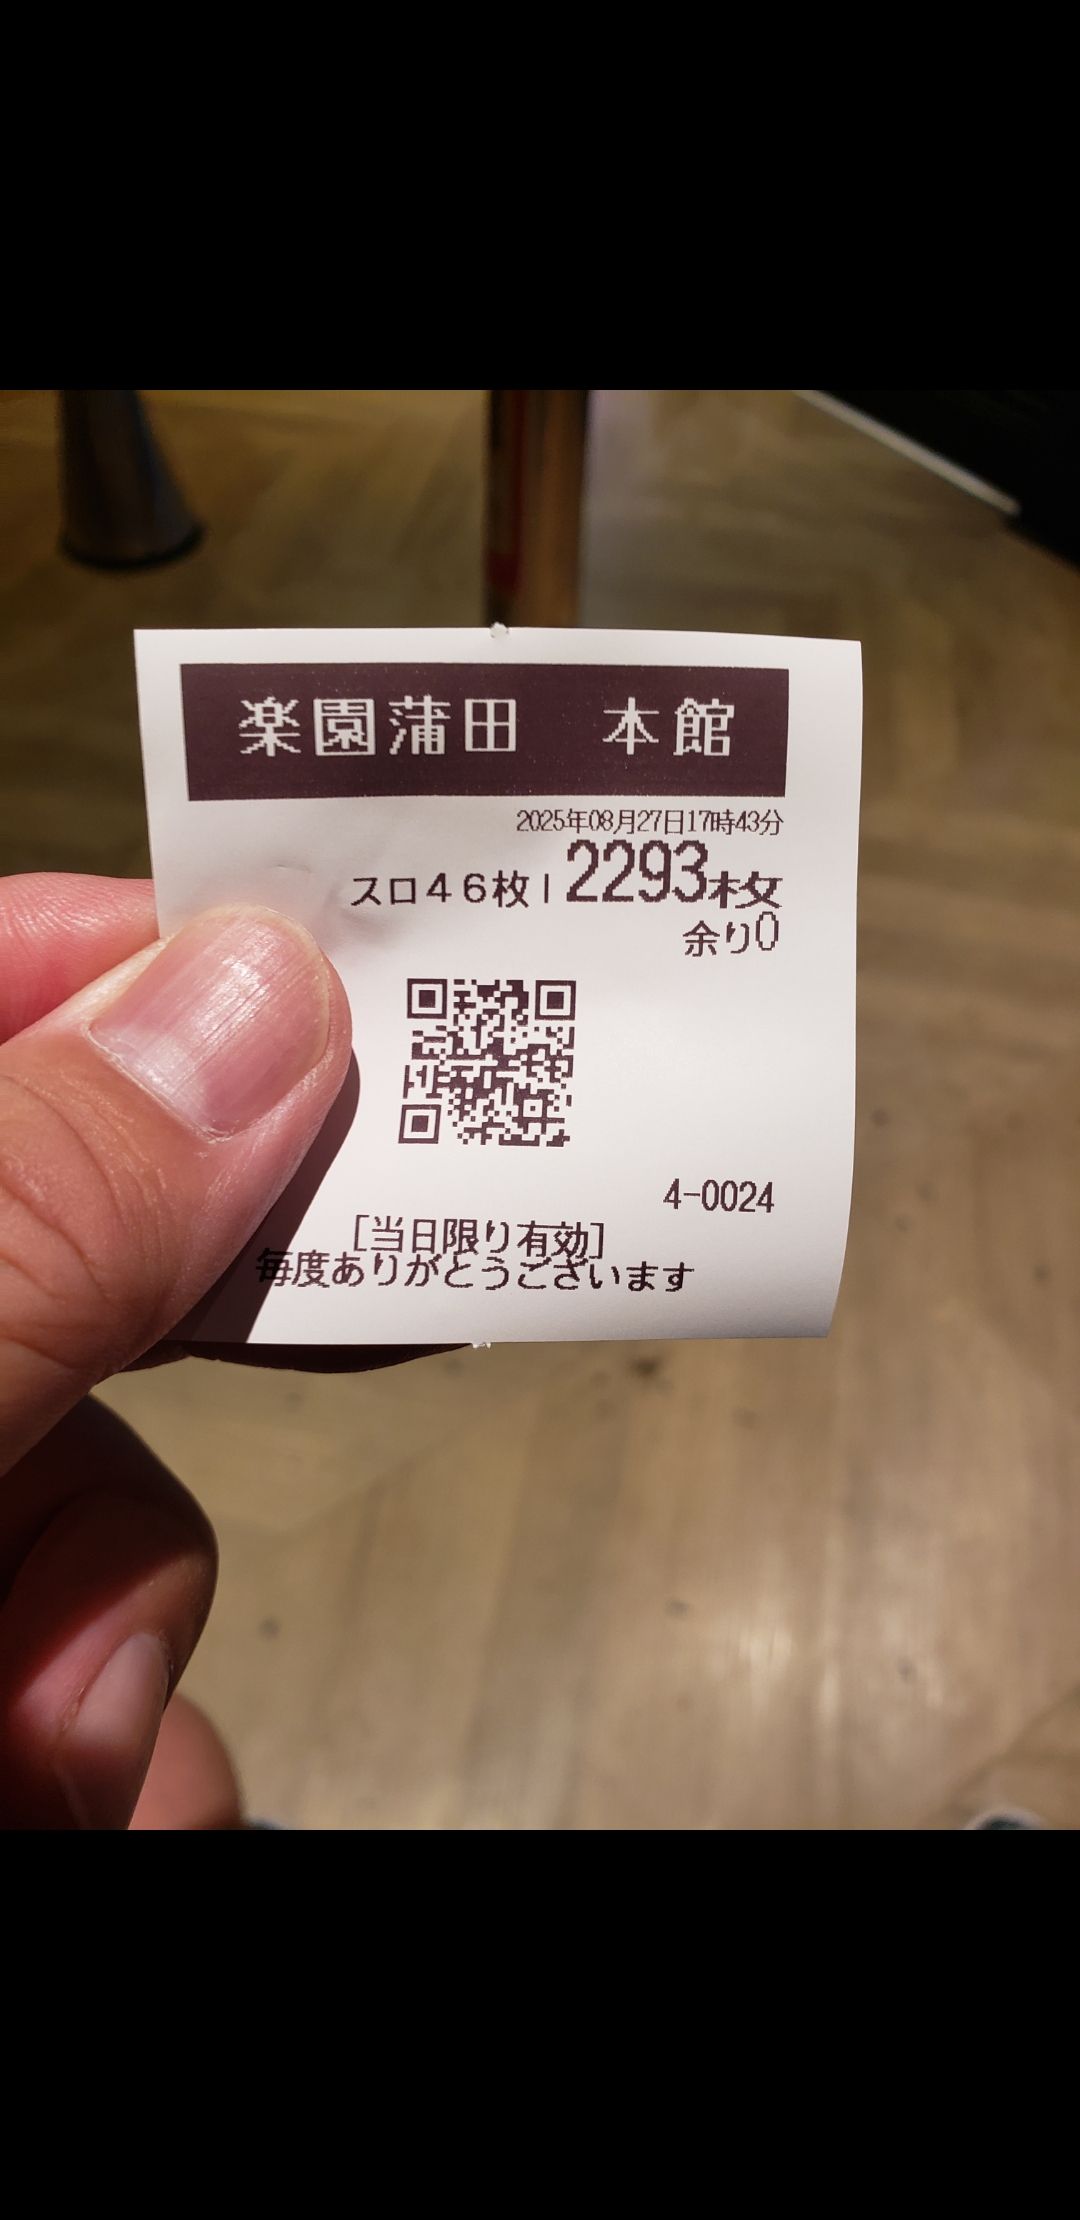 楽園蒲田　本館
2025年08月27日17時43分
スロ４６枚| 2293枚
余り0
4-0024
[当日限り有効]
毎度ありがとうございます